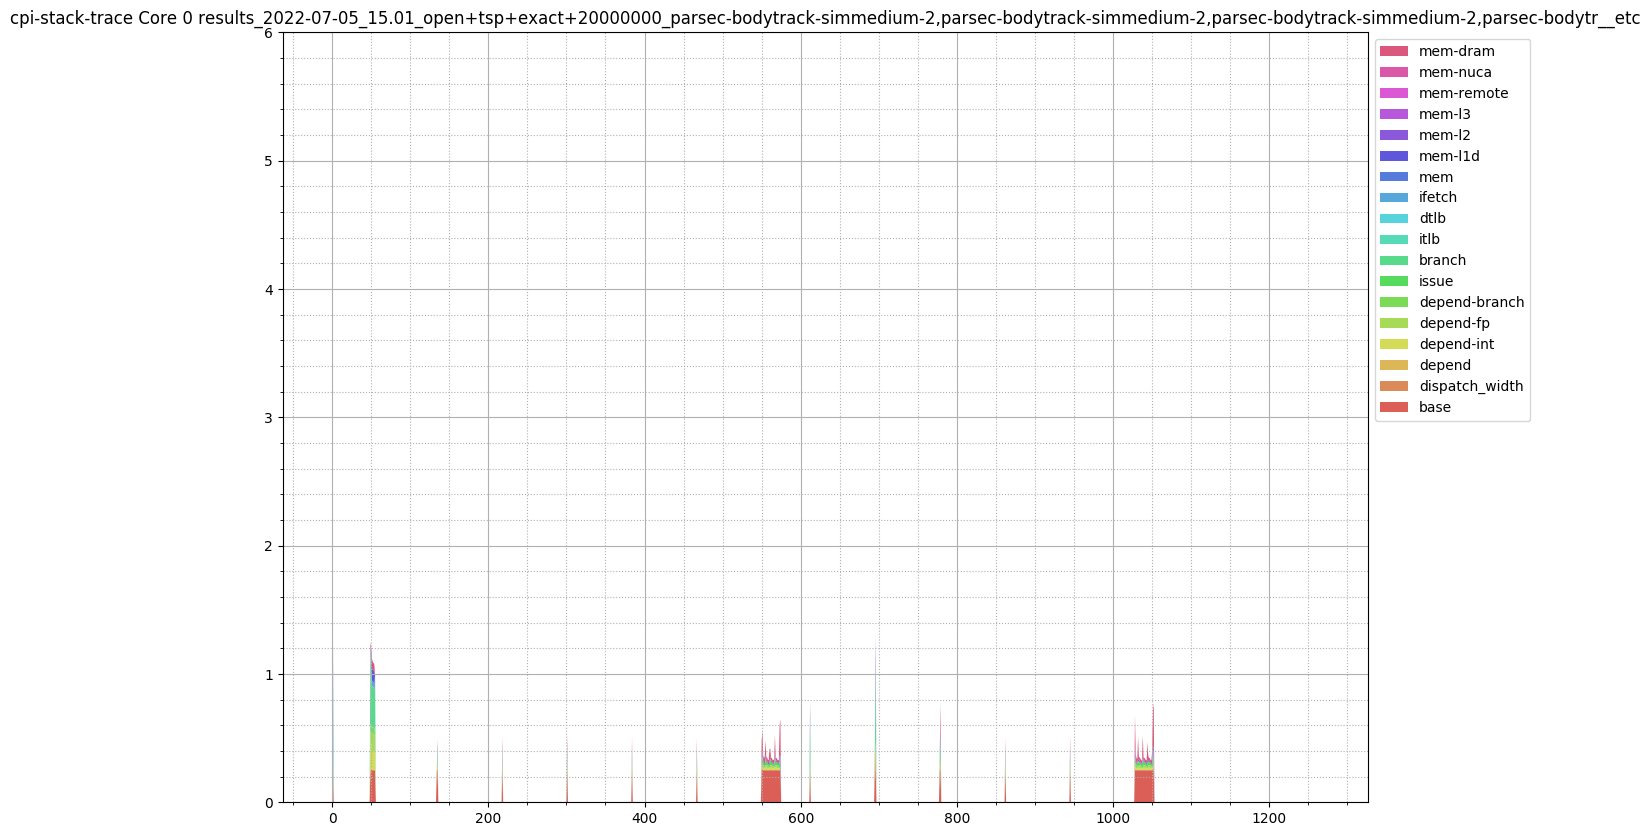 cpi-stack-trace Core 0 results_2022-07-05_15.01_open+tsp+exact+20000000_parsec-bodytrack-simmedium-2,parsec-bodytrack-simmedium-2,parsec-bodytrack-simmedium-2,parsec-bodytr__etc
6
5
4
3
2
1
0
0 200 400 600 800 1000 1200
mem-dram
mem-nuca
mem-remote
mem-l3
mem-l2
mem-l1d
mem
ifetch
dtlb
itlb
branch
issue
depend-branch
depend-fp
depend-int
depend
dispatch_width
base